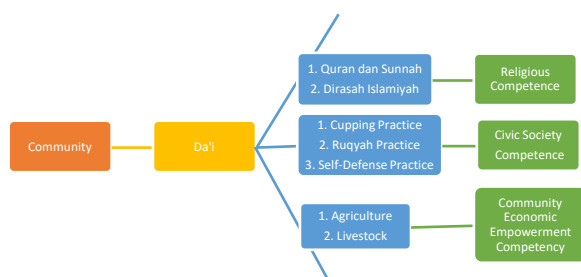 Community
Da'i
1. Quran dan Sunnah
2. Dirasah Islamiyah
Religious
Competence
1. Cupping Practice
2. Ruqyah Practice
3. Self-Defense Practice
Civic Society
Competence
1. Agriculture
2. Livestock
Community
Economic
Empowerment
Competency